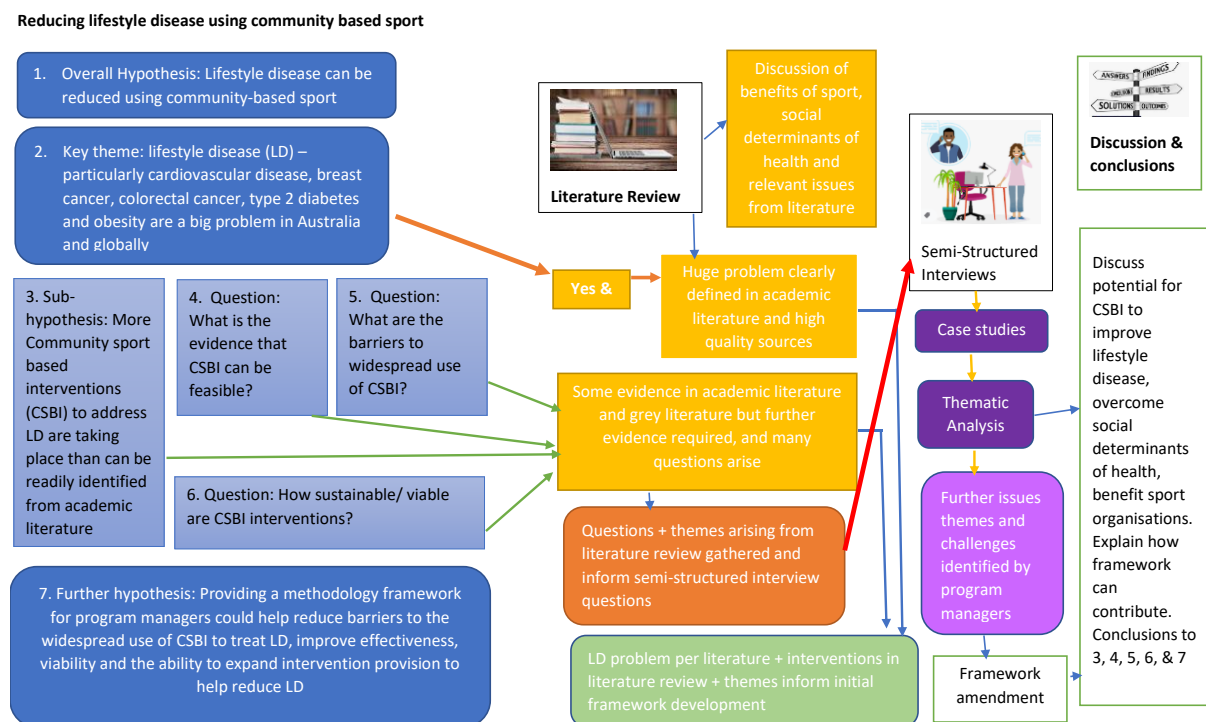 Reducing lifestyle disease using community based sport
1. Overall Hypothesis: Lifestyle disease can be
reduced using community-based sport
2. Key theme: lifestyle disease (LD) –
particularly cardiovascular disease, breast
cancer, colorectal cancer, type 2 diabetes
and obesity are a big problem in Australia
and globally
3. Sub-
hypothesis: More
Community sport
based
interventions
(CSBI) to address
LD are taking
place than can be
readily identified
from academic
literature
4. Question:
What is the
evidence that
CSBI can be
feasible?
5. Question:
What are the
barriers to
widespread use
of CSBI?
6. Question: How sustainable/ viable
are CSBI interventions?
7. Further hypothesis: Providing a methodology framework
for program managers could help reduce barriers to the
widespread use of CSBI to treat LD, improve effectiveness,
viability and the ability to expand intervention provision to
help reduce LD
Literature Review
Discussion of
benefits of sport,
social
determinants of
health and
relevant issues
from literature
Yes &
Huge problem clearly
defined in academic
literature and high
quality sources
Some evidence in academic literature
and grey literature but further
evidence required, and many
questions arise
Questions + themes arising from
literature review gathered and
inform semi-structured interview
questions
LD problem per literature + interventions in
literature review + themes inform initial
framework development
Semi-Structured
Interviews
Case studies
Thematic
Analysis
Further issues
themes and
challenges
identified by
program
managers
Framework
amendment
ANSWERS
FINDINGS
RESULTS
SOLUTIONS
OUTCOMES
Discussion &
conclusions
Discuss
potential for
CSBI to
improve
lifestyle
disease,
overcome
social
determinants
of health,
benefit sport
organisations.
Explain how
framework
can
contribute.
Conclusions to
3, 4, 5, 6, & 7